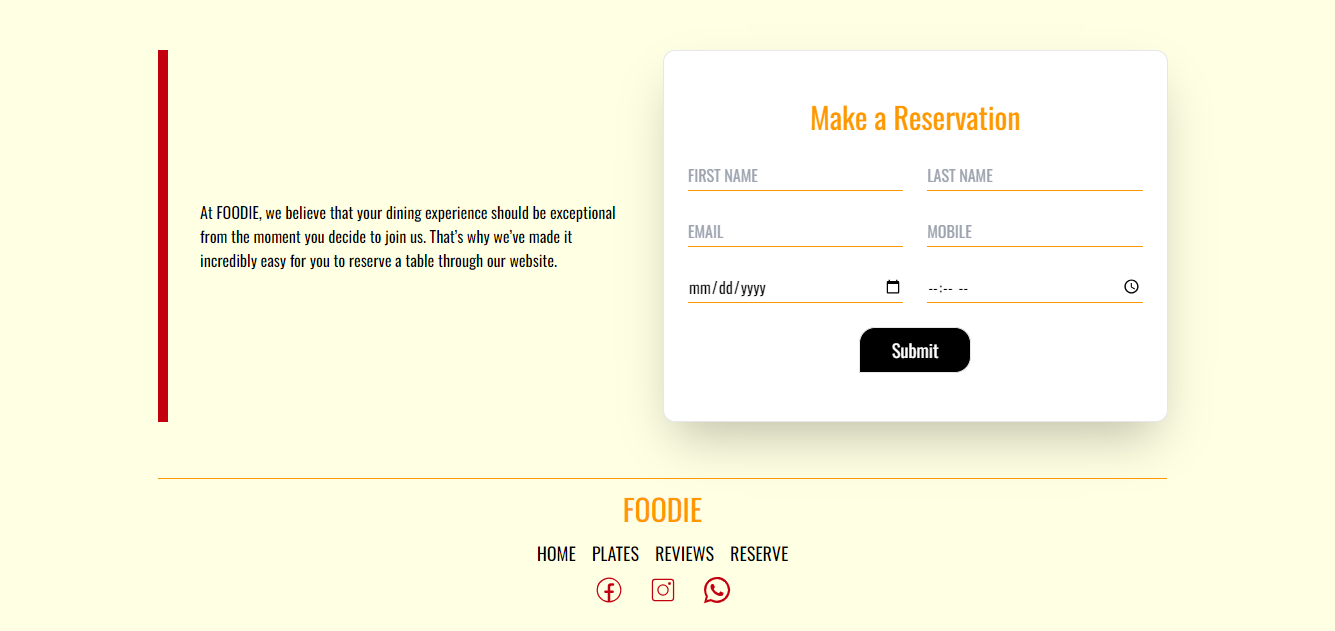 At FOODIE, we believe that your dining experience should be exceptional
from the moment you decide to join us. That’s why we’ve made it
incredibly easy for you to reserve a table through our website.
Make a Reservation
FIRST NAME LAST NAME
EMAIL MOBILE
mm/dd/yyyy --:-- --
Submit
FOODIE
HOME PLATES REVIEWS RESERVE